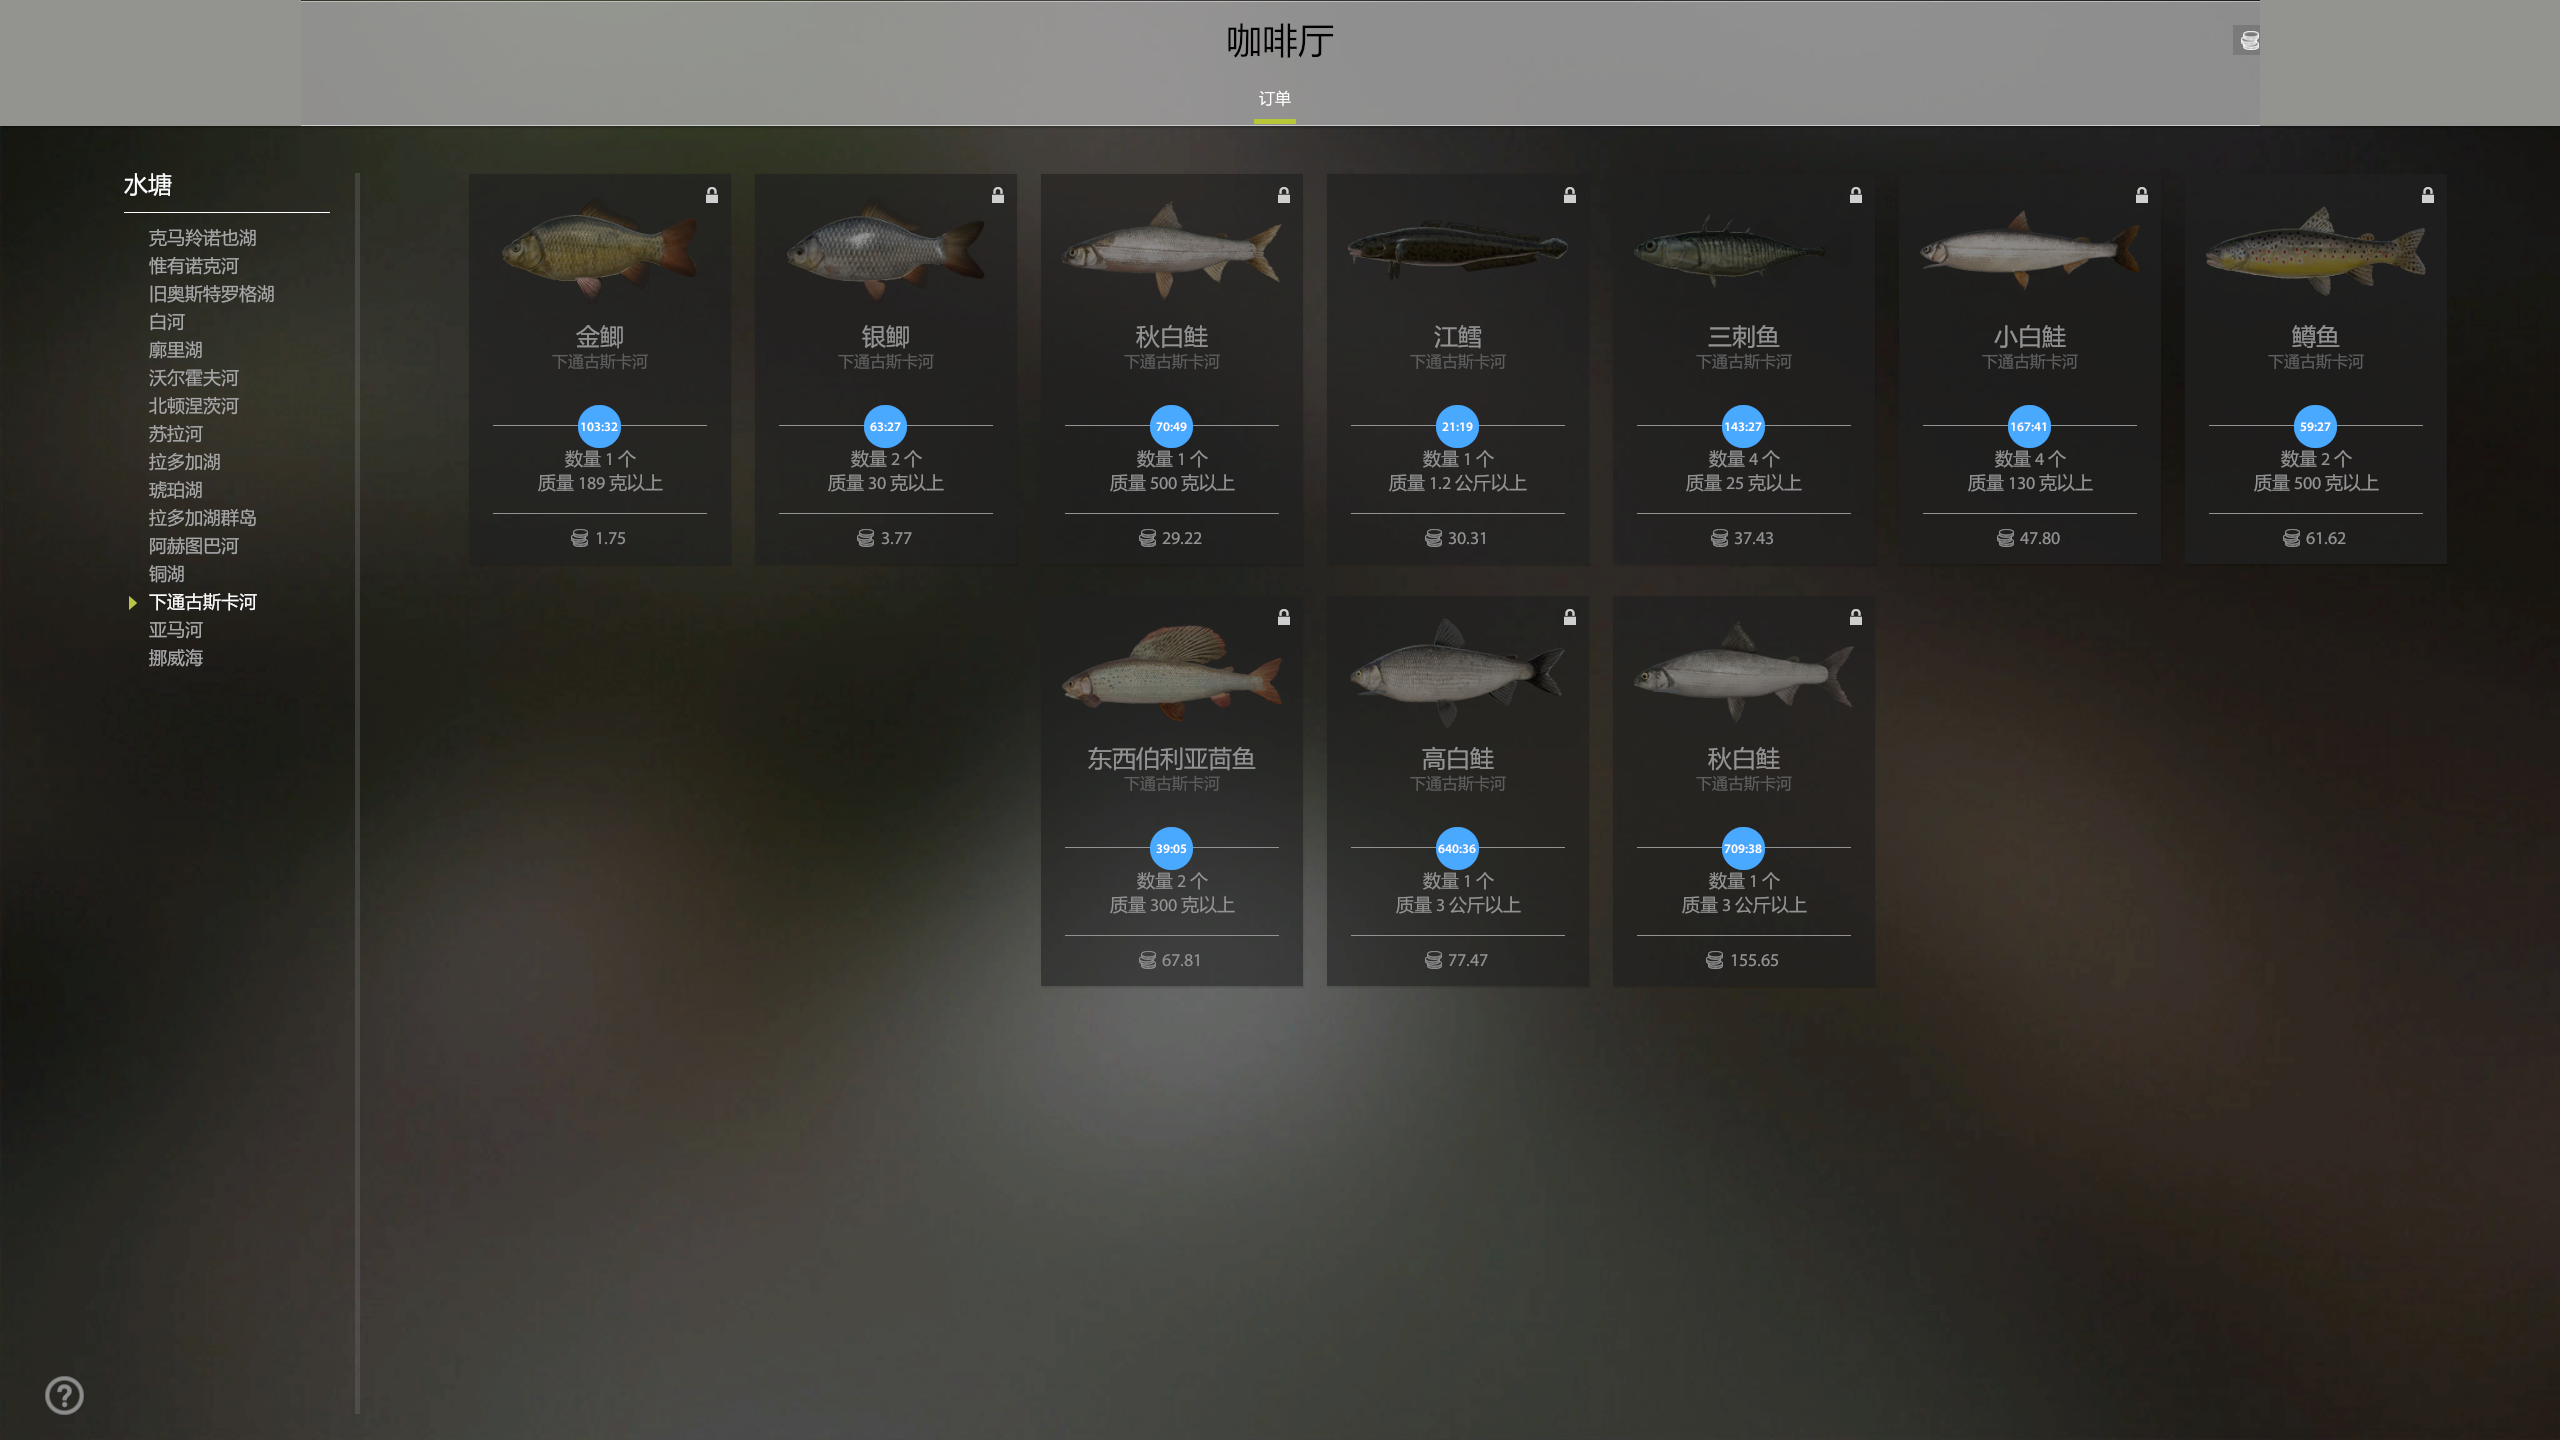 咖啡厅
订单
水塘
克马羚诺也湖
惟有诺克河
旧奥斯特罗格湖
白河
廓里湖
沃尔霍夫河
北顿涅茨河
苏拉河
拉多加湖
琥珀湖
拉多加湖群岛
阿赫图巴河
铜湖
下通古斯卡河
亚马河
挪威海
金鲫
下通古斯卡河
103:32
数量 1 个
质量 189 克以上
1.75
银鲫
下通古斯卡河
63:27
数量 2 个
质量 30 克以上
3.77
秋白鲑
下通古斯卡河
70:49
数量 1 个
质量 500 克以上
29.22
江鳕
下通古斯卡河
21:19
数量 1 个
质量 1.2 公斤以上
30.31
三刺鱼
下通古斯卡河
143:27
数量 4 个
质量 25 克以上
37.43
小白鮭
下通古斯卡河
167:41
数量 4 个
质量 130 克以上
47.80
鳟鱼
下通古斯卡河
59:27
数量 2 个
质量 500 克以上
61.62
东西伯利亚茴鱼
下通古斯卡河
39:05
数量 2 个
质量 300 克以上
67.81
高白鲑
下通古斯卡河
640:36
数量 1 个
质量 3 公斤以上
77.47
秋白鲑
下通古斯卡河
709:38
数量 1 个
质量 3 公斤以上
155.65